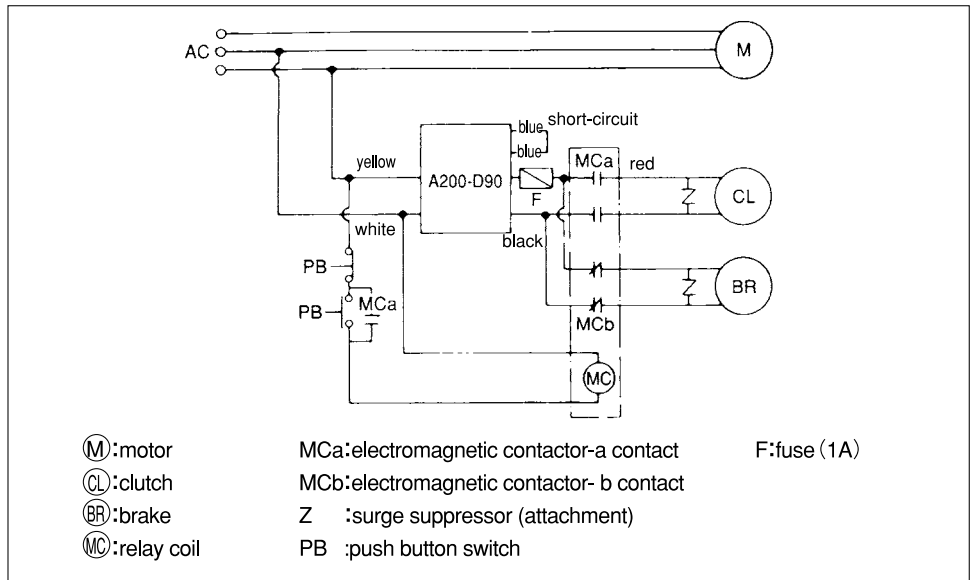 AC
M
short-circuit
blue
blue
yellow
A200-D90
F
MCa
red
CL
white
black
PB
PB
MCa
MCb
BR
MC
M:motor MCa:electromagnetic contactor-a contact F:fuse (1A)
CL:clutch MCb:electromagnetic contactor- b contact
BR:brake Z :surge suppressor (attachment)
MC:relay coil PB :push button switch